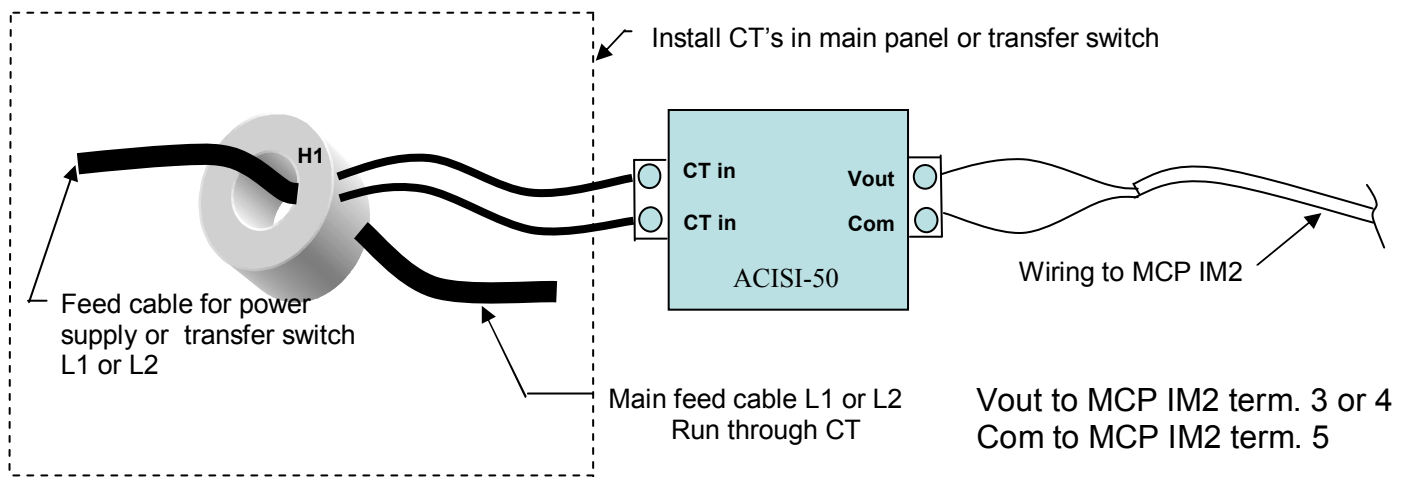 Install CT's in main panel or transfer switch
H1
CT in
Vout
CT in
Com
ACISI-50
Wiring to MCP IM2
Feed cable for power
supply or transfer switch
L1 or L2
Main feed cable L1 or L2
Run through CT
Vout to MCP IM2 term. 3 or 4
Com to MCP IM2 term. 5